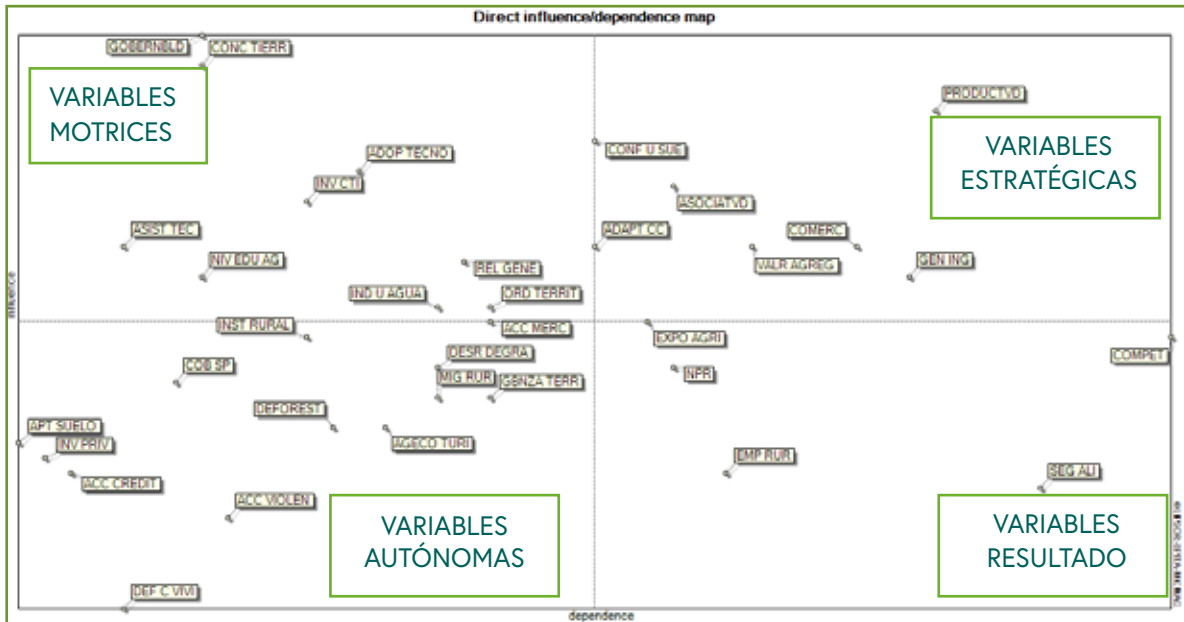 Direct influence/dependence map
GOBERNBLD
CONC TIERR
VARIABLES
MOTRICES
PRODUCTVD
VARIABLES
ESTRATÉGICAS
ADOP TECNO
CONF U SUE
INV CTI
ASOCIATVD
ASIST TEC
ADAPT CC
COMERC
NIV EDU AG
REL GENE
VALR AGREG
GEN ING
IND U AGUA
ORD TERRIT
influence
INST RURAL
ACC MERC
EXPO AGRI
COMPET
COB SP
DESR DEGRA
MIG RUR
GBNZA TERR
NPR
DEFOREST
APT SUELO
INV PRIV
AGECO TURI
ACC CREDIT
EMP RUR
SEG ALI
ACC VIOLEN
VARIABLES
AUTÓNOMAS
VARIABLES
RESULTADO
DEF C VIVI
dependence